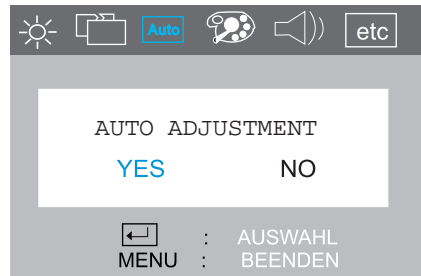 Auto etc
AUTO ADJUSTMENT
YES NO
: AUSWAHL
MENU : BEENDEN